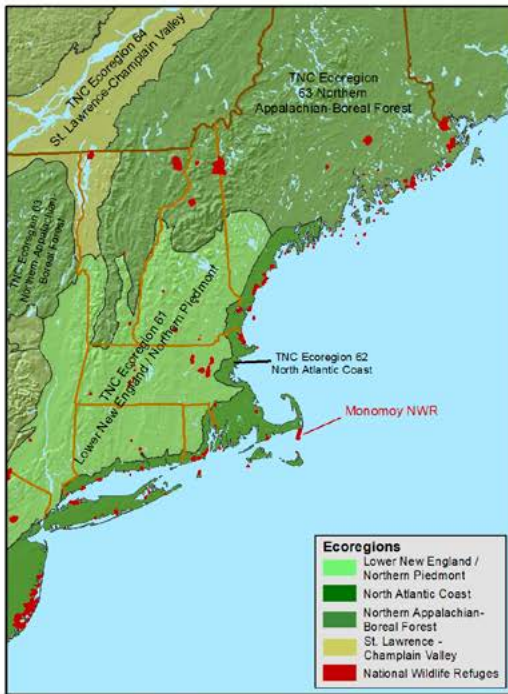 TNC Ecoregion 64
St. Lawrence-Champlain Valley
TNC Ecoregion
63 Northern
Appalachian-Boreal Forest
TNC Ecoregion 63
Northern Appalachian-
Boreal Forest
TNC Ecoregion 61
Lower New England / Northern Piedmont
TNC Ecoregion 62
North Atlantic Coast
Monomoy NWR
Ecoregions
Lower New England /
Northern Piedmont
North Atlantic Coast
Northern Appalachian-
Boreal Forest
St. Lawrence -
Champlain Valley
National Wildlife Refuges